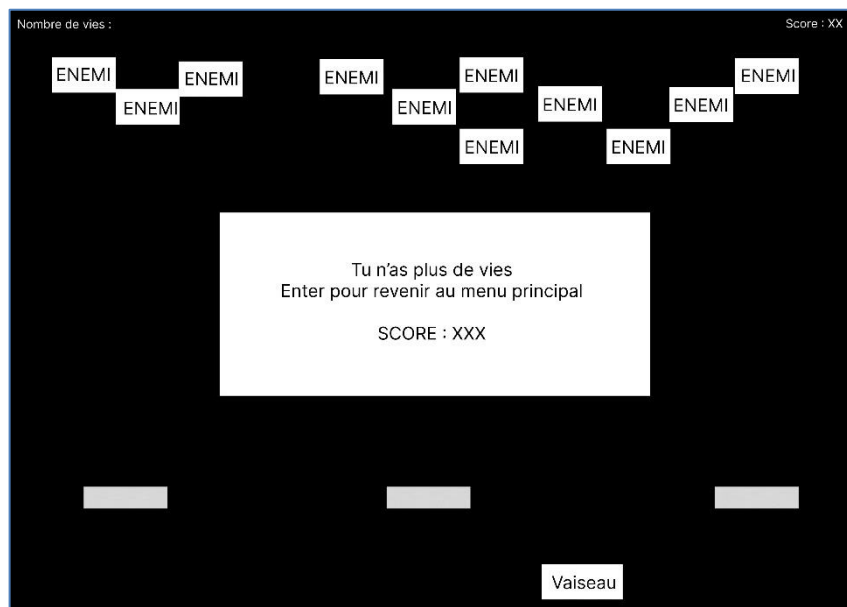 Nombre de vies :
Score : XX
ENEMI
ENEMI
ENEMI
ENEMI
ENEMI
ENEMI
ENEMI
ENEMI
ENEMI
ENEMI
ENEMI
Tu n'as plus de vies
Enter pour revenir au menu principal
SCORE : XXX
Vaiseau